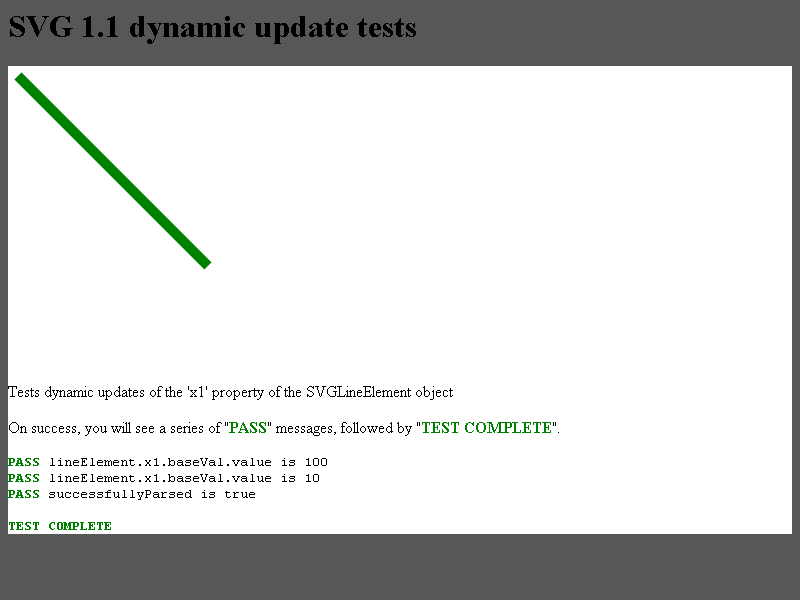 SVG 1.1 dynamic update tests
Tests dynamic updates of the 'x1' property of the SVGLineElement object
On success, you will see a series of "PASS" messages, followed by "TEST COMPLETE".
PASS lineElement.x1.baseVal.value is 100
PASS lineElement.x1.baseVal.value is 10
PASS successfullyParsed is true
TEST COMPLETE